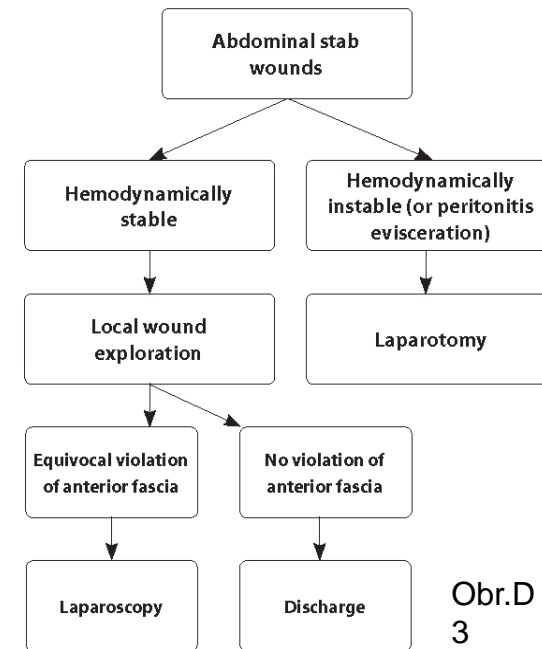 Abdominal stab
wounds
Hemodynamically
stable
Hemodynamically
instable (or peritonitis
evisceration)
Local wound
exploration
Laparotomy
Equivocal violation
of anterior fascia
No violation of
anterior fascia
Laparoscopy
Discharge
Obr.D
3